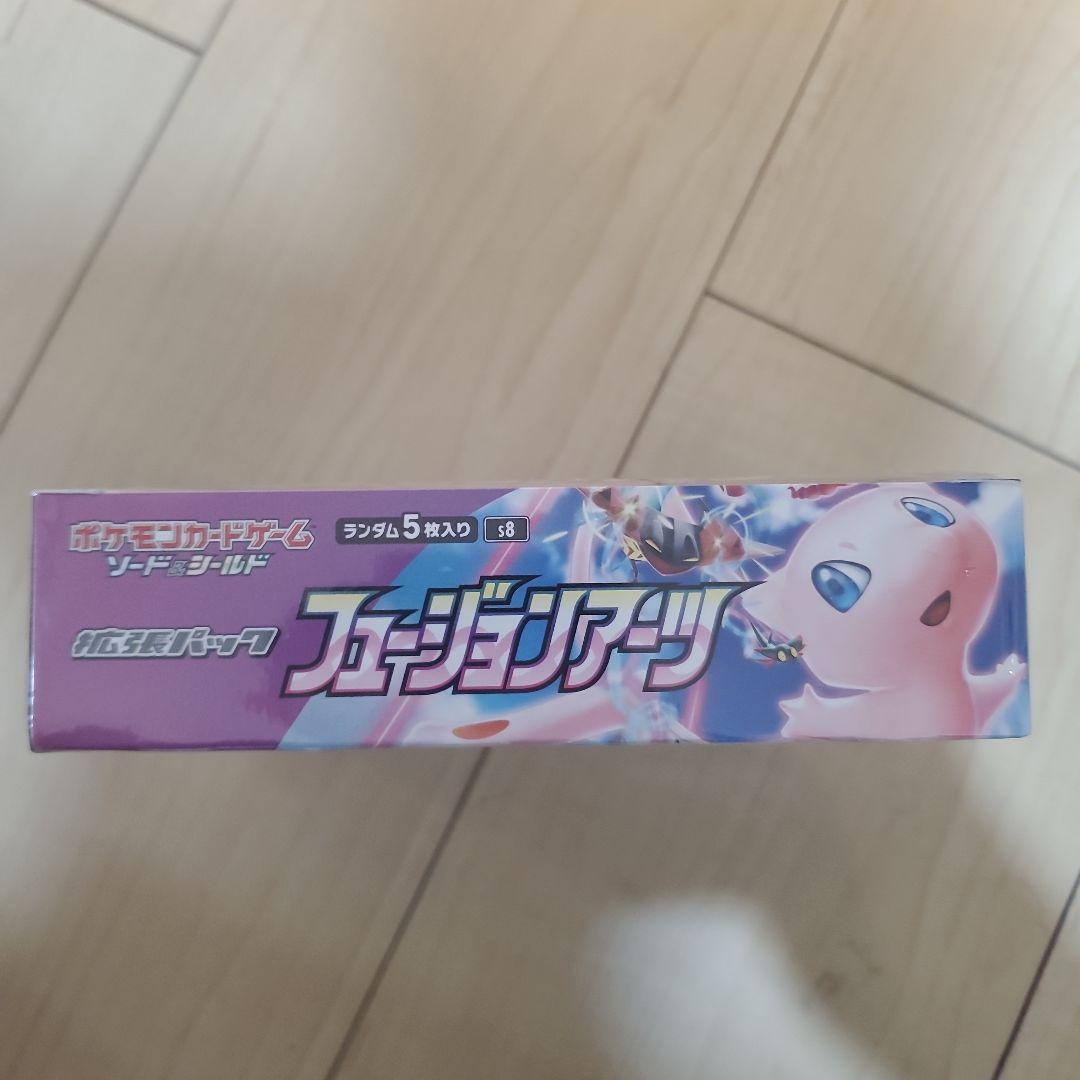 ポケモンカードゲーム
ソード&シールド
ランダム5枚入り s8
拡張パック
フュージョンアーツ